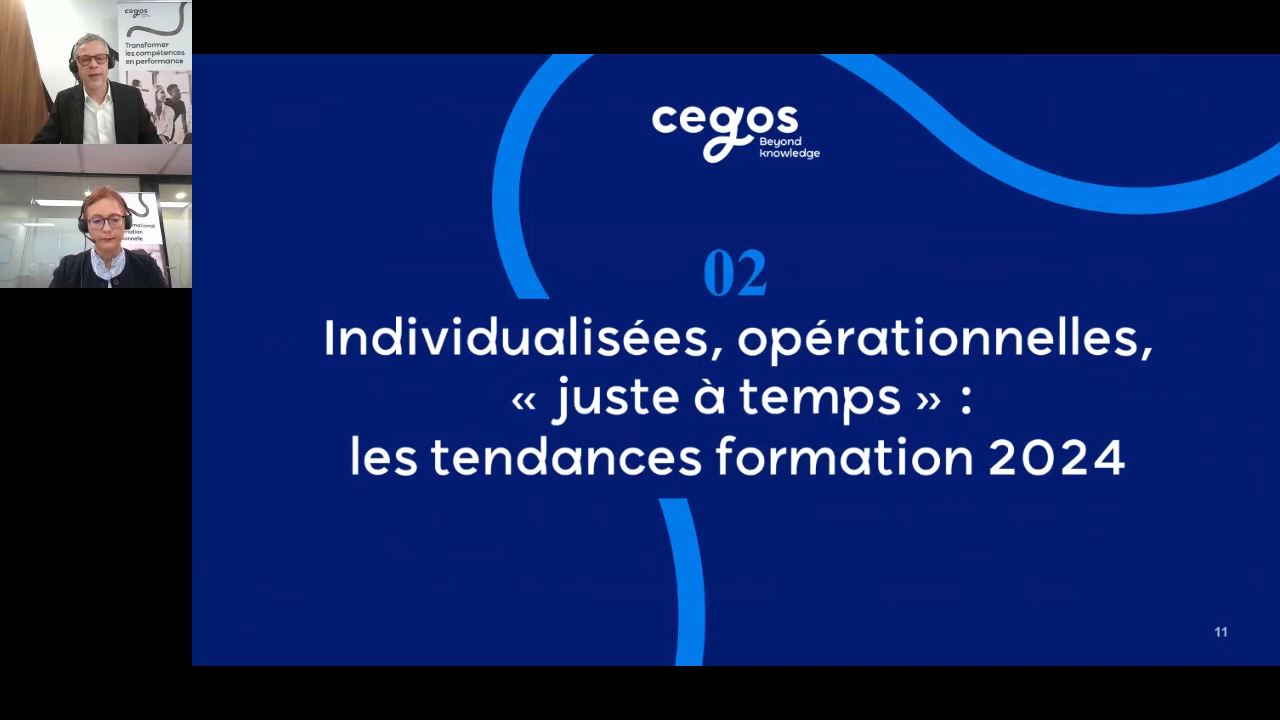 cegos
Transformer
les compétences
en performance
cegos
Beyond
knowledge
02
Individualisées, opérationnelles,
« juste à temps » :
les tendances formation 2024
11